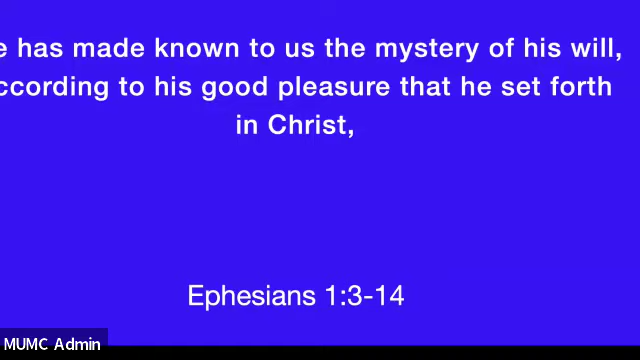 e has made known to us the mystery of his will,
ccording to his good pleasure that he set forth
in Christ,
Ephesians 1:3-14
MUMC Admin